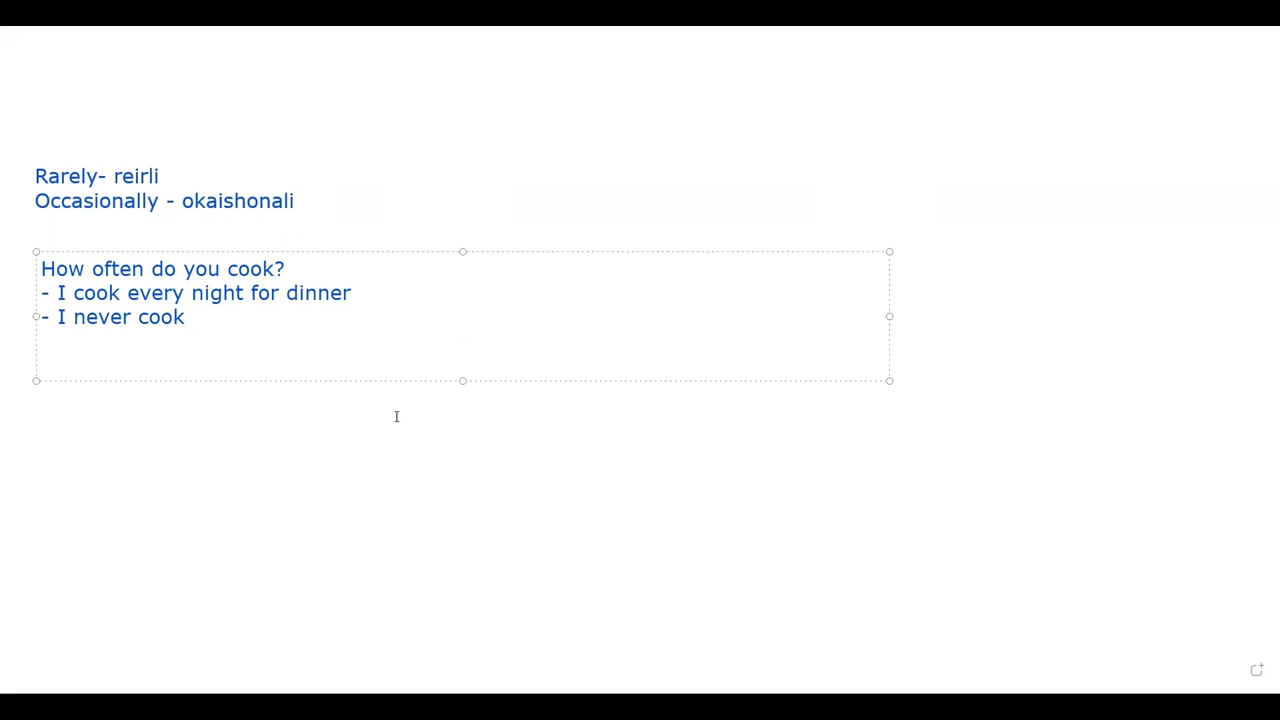 Rarely- reirli
Occasionally - okaishonali
How often do you cook?
- I cook every night for dinner
- I never cook